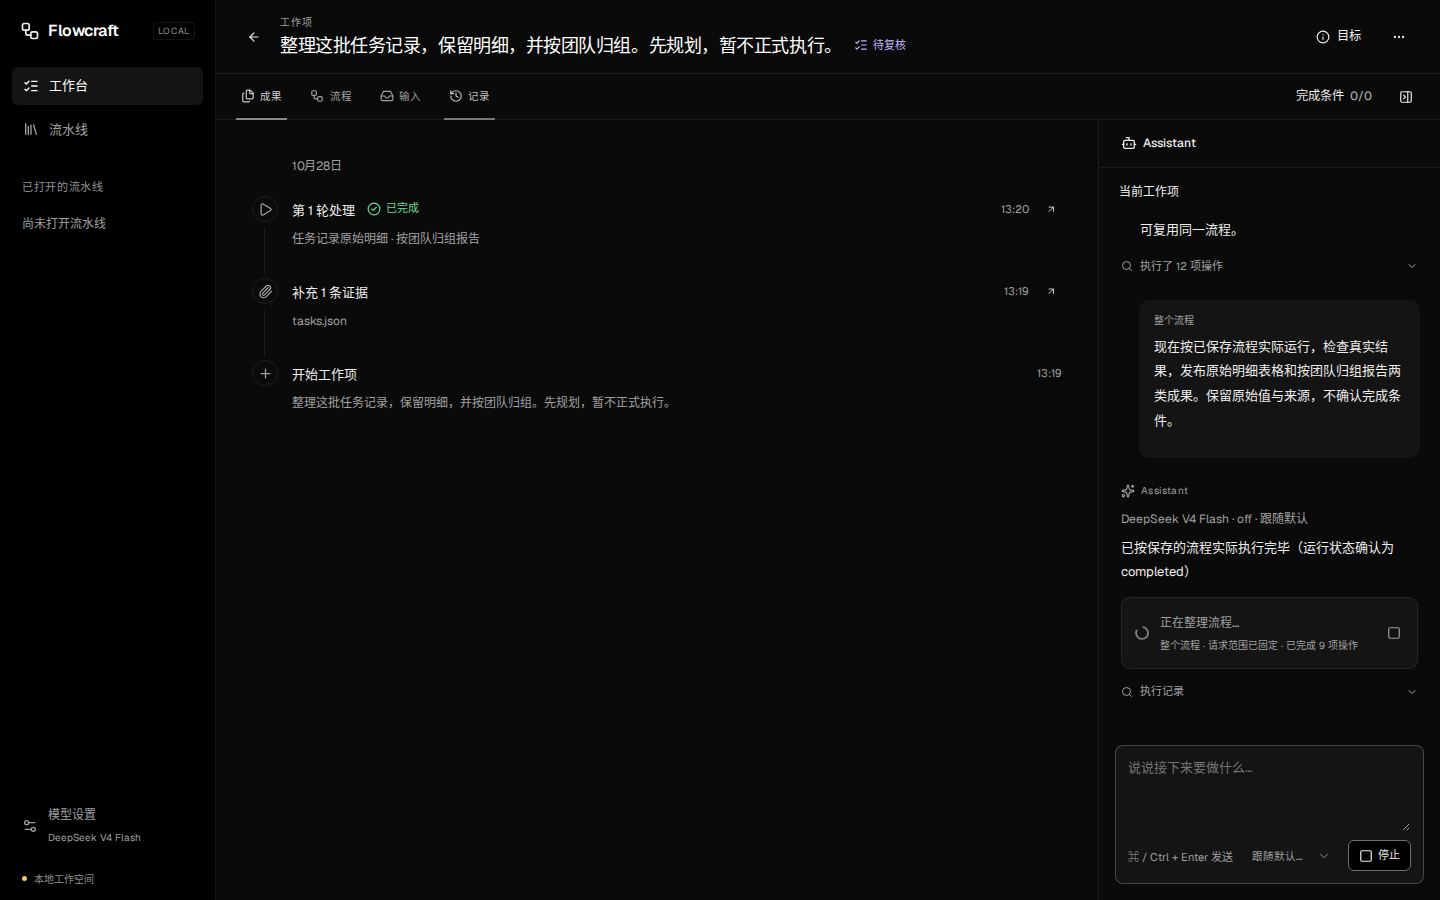 Flowcraft
LOCAL
工作台
流水线
已打开的流水线
尚未打开流水线
模型设置
DeepSeek V4 Flash
本地工作空间
工作项
整理这批任务记录，保留明细，并按团队归组。先规划，暂不正式执行。
待复核
目标
成果
流程
输入
记录
完成条件 0/0
10月28日
第 1 轮处理
已完成
13:20
任务记录原始明细 · 按团队归组报告
补充 1 条证据
13:19
tasks.json
开始工作项
13:19
整理这批任务记录，保留明细，并按团队归组。先规划，暂不正式执行。
Assistant
当前工作项
可复用同一流程。
执行了 12 项操作
整个流程
现在按已保存流程实际运行，检查真实结
果，发布原始明细表格和按团队归组报告两
类成果。保留原始值与来源，不确认完成条
件。
Assistant
DeepSeek V4 Flash · off · 跟随默认
已按保存的流程实际执行完毕（运行状态确认为
completed）
正在整理流程...
整个流程 · 请求范围已固定 · 已完成 9 项操作
执行记录
说说接下来要做什么...
⌘ / Ctrl + Enter 发送
跟随默认...
停止